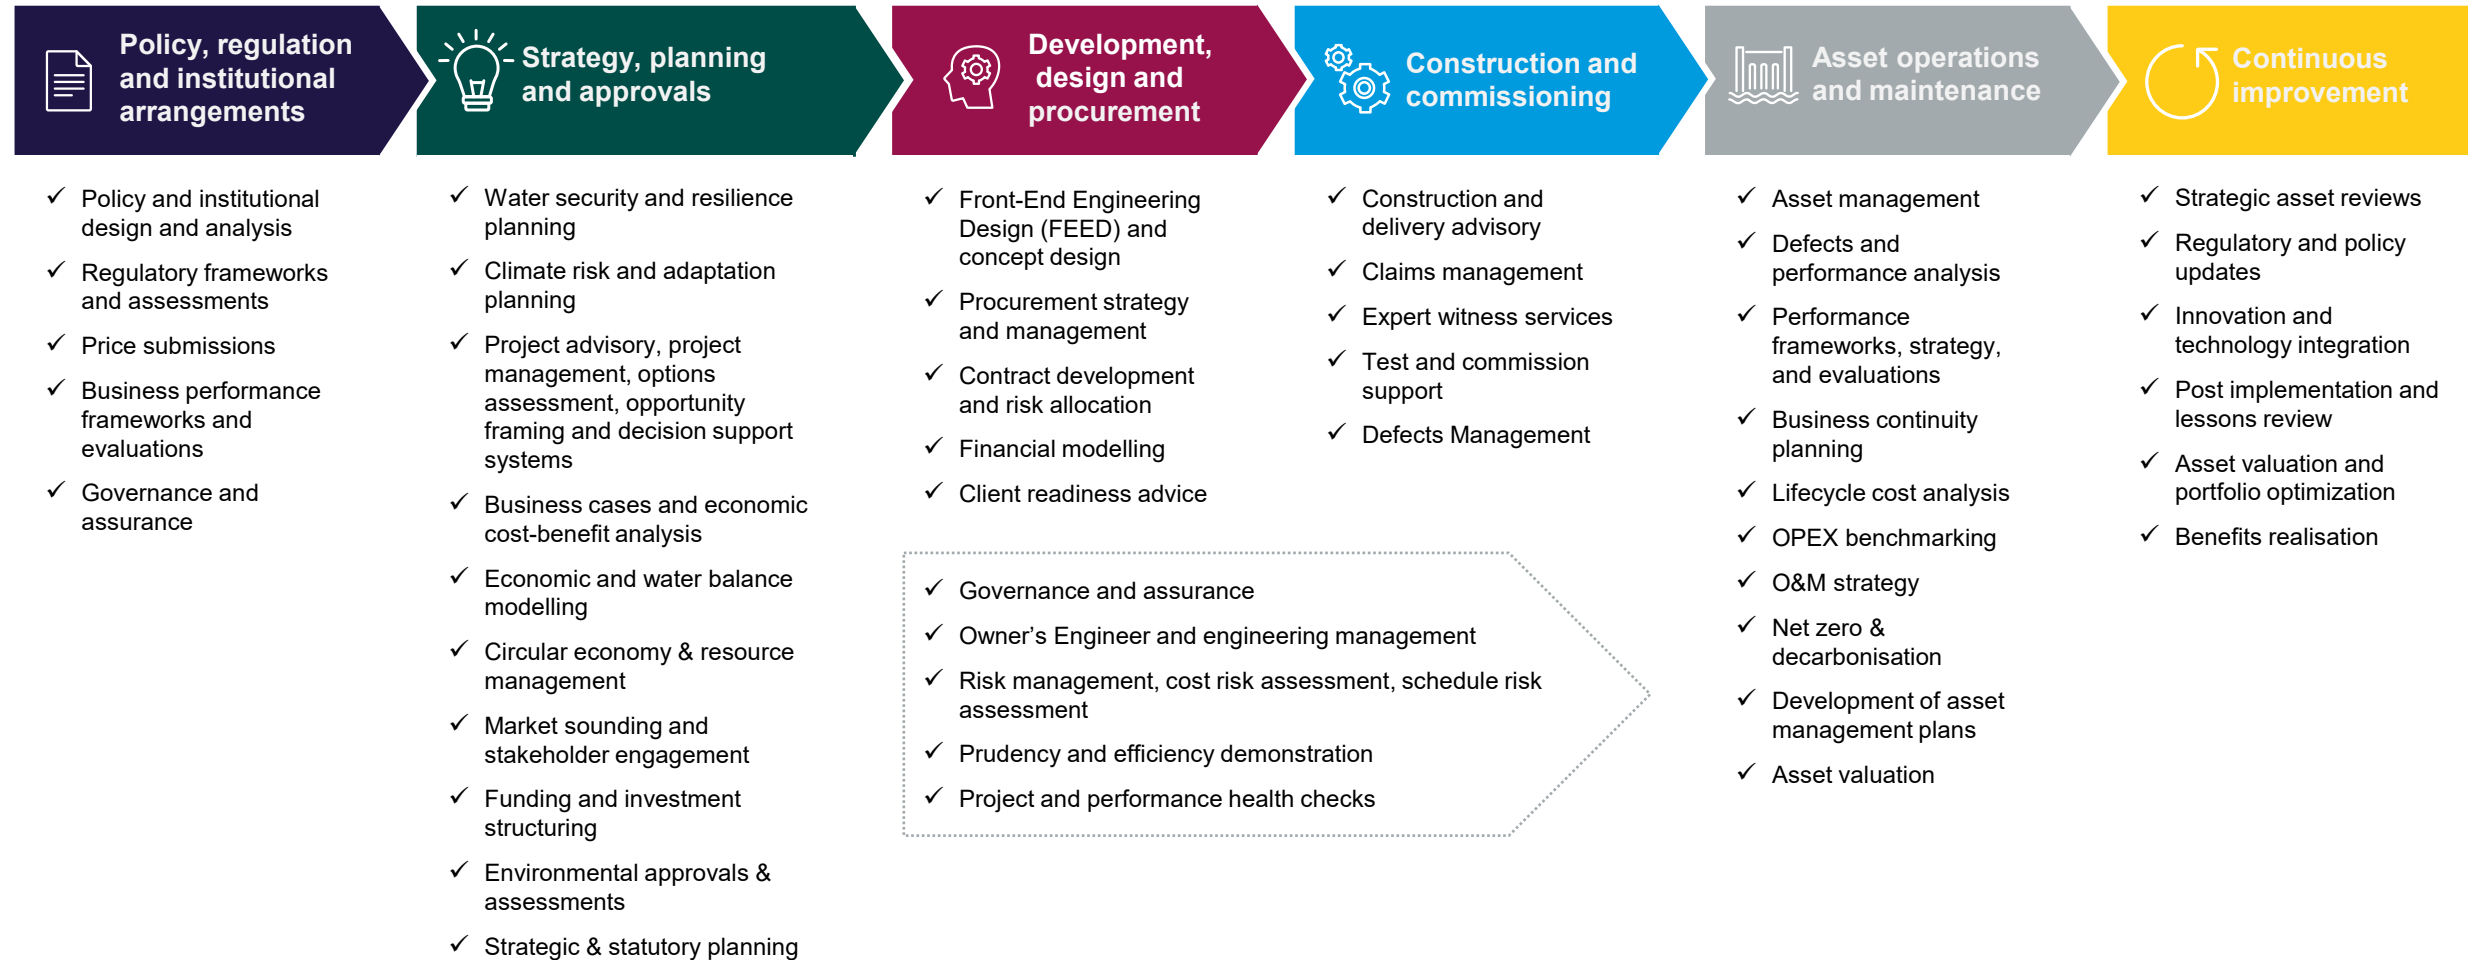 Policy, regulation
and institutional
arrangements
Strategy, planning
and approvals
Development,
design and
procurement
Construction and
commissioning
Asset operations
and maintenance
Continuous
improvement
✓ Policy and institutional
design and analysis
✓ Regulatory frameworks
and assessments
✓ Price submissions
✓ Business performance
frameworks and
evaluations
✓ Governance and
assurance
✓ Water security and resilience
planning
✓ Climate risk and adaptation
planning
✓ Project advisory, project
management, options
assessment, opportunity
framing and decision support
systems
✓ Business cases and economic
cost-benefit analysis
✓ Economic and water balance
modelling
✓ Circular economy & resource
management
✓ Market sounding and
stakeholder engagement
✓ Funding and investment
structuring
✓ Environmental approvals &
assessments
✓ Strategic & statutory planning
✓ Front-End Engineering
Design (FEED) and
concept design
✓ Procurement strategy
and management
✓ Contract development
and risk allocation
✓ Financial modelling
✓ Client readiness advice
✓ Construction and
delivery advisory
✓ Claims management
✓ Expert witness services
✓ Test and commission
support
✓ Defects Management
✓ Governance and assurance
✓ Owner’s Engineer and engineering management
✓ Risk management, cost risk assessment, schedule risk
assessment
✓ Prudency and efficiency demonstration
✓ Project and performance health checks
✓ Asset management
✓ Defects and
performance analysis
✓ Performance
frameworks, strategy,
and evaluations
✓ Business continuity
planning
✓ Lifecycle cost analysis
✓ OPEX benchmarking
✓ O&M strategy
✓ Net zero &
decarbonisation
✓ Development of asset
management plans
✓ Asset valuation
✓ Strategic asset reviews
✓ Regulatory and policy
updates
✓ Innovation and
technology integration
✓ Post implementation and
lessons review
✓ Asset valuation and
portfolio optimization
✓ Benefits realisation